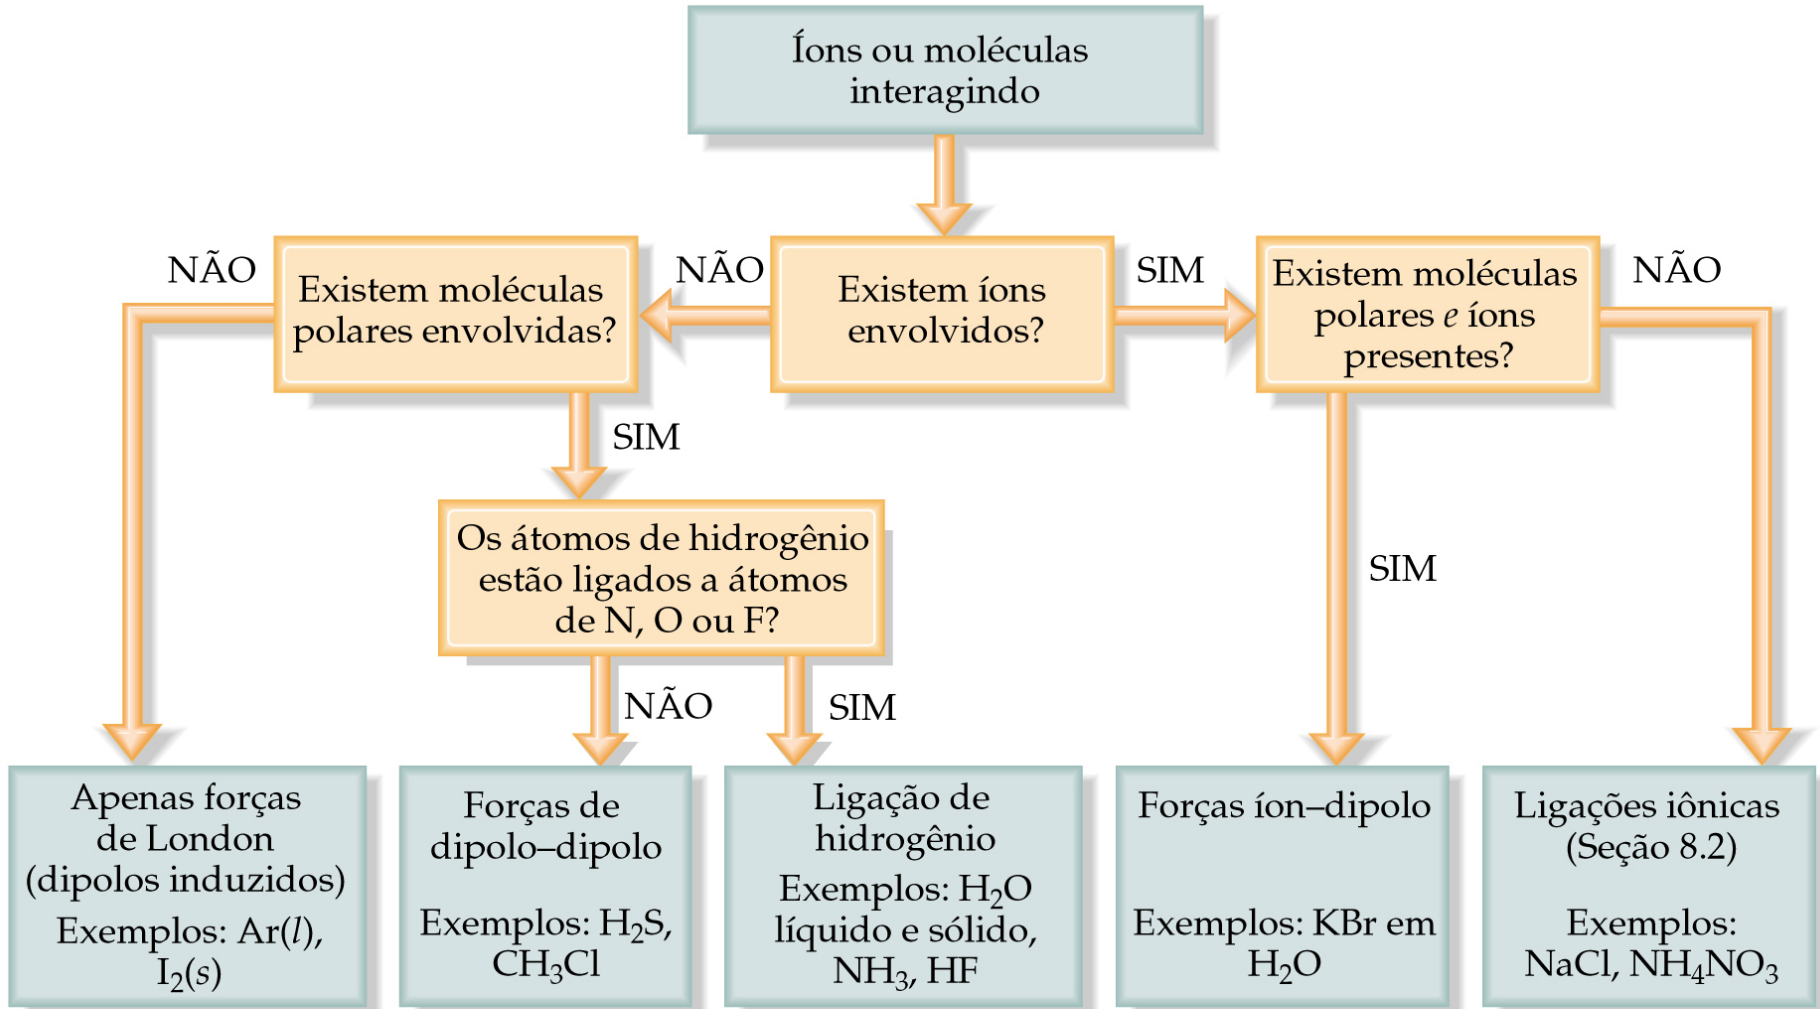 Íons ou moléculas
interagindo
NÃO
Existem moléculas
polares envolvidas?
NÃO
Existem íons
envolvidos?
SIM
Existem moléculas
polares e íons
presentes?
NÃO
SIM
Os átomos de hidrogênio
estão ligados a átomos
de N, O ou F?
SIM
NÃO
SIM
Apenas forças
de London
(dipolos induzidos)
Exemplos: Ar(l),
I₂(s)
Forças de
dipolo–dipolo
Exemplos: H₂S,
CH₃Cl
Ligação de
hidrogênio
Exemplos: H₂O
líquido e sólido,
NH₃, HF
Forças íon–dipolo
Exemplos: KBr em
H₂O
Ligações iônicas
(Seção 8.2)
Exemplos:
NaCl, NH₄NO₃